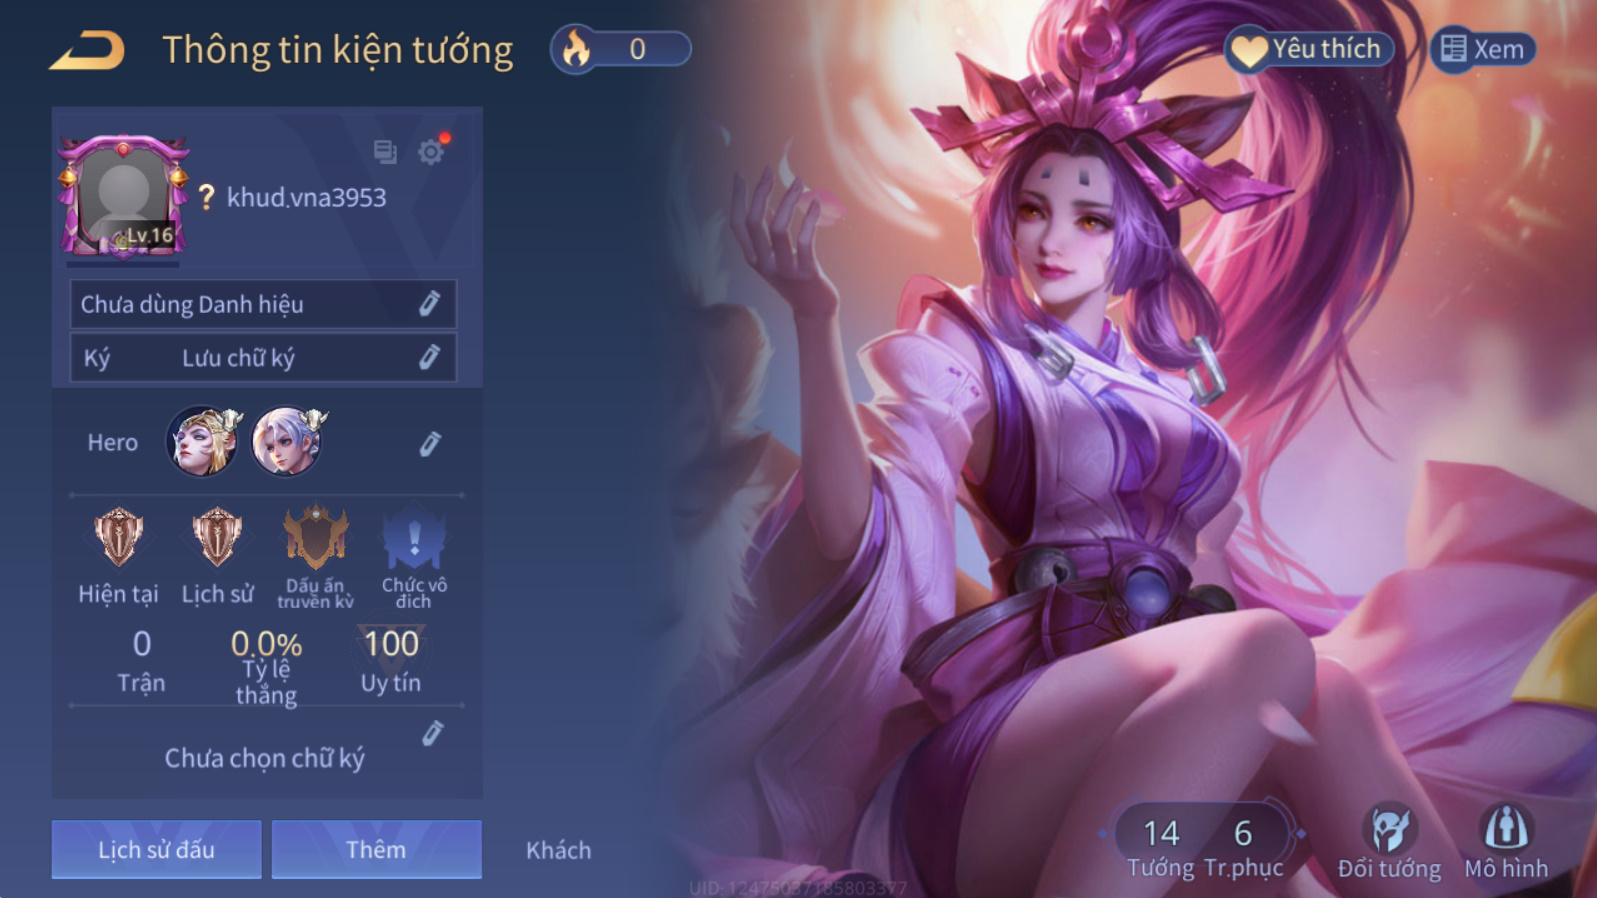 Thông tin kiện tướng
0
Yêu thích
Xem
? khud.vna3953
Lv.16
Chưa dùng Danh hiệu
Ký Lưu chữ ký
Hero
Hiện tại
Lịch sử
Dấu ấn
truyền kỳ
Chức vô
địch
0
Trận
0.0%
Tỷ lệ
thắng
100
Uy tín
Chưa chọn chữ ký
Lịch sử đấu
Thêm
Khách
14
Tướng
6
Tr.phục
Đổi tướng
Mô hình
UID: 12475037185803377